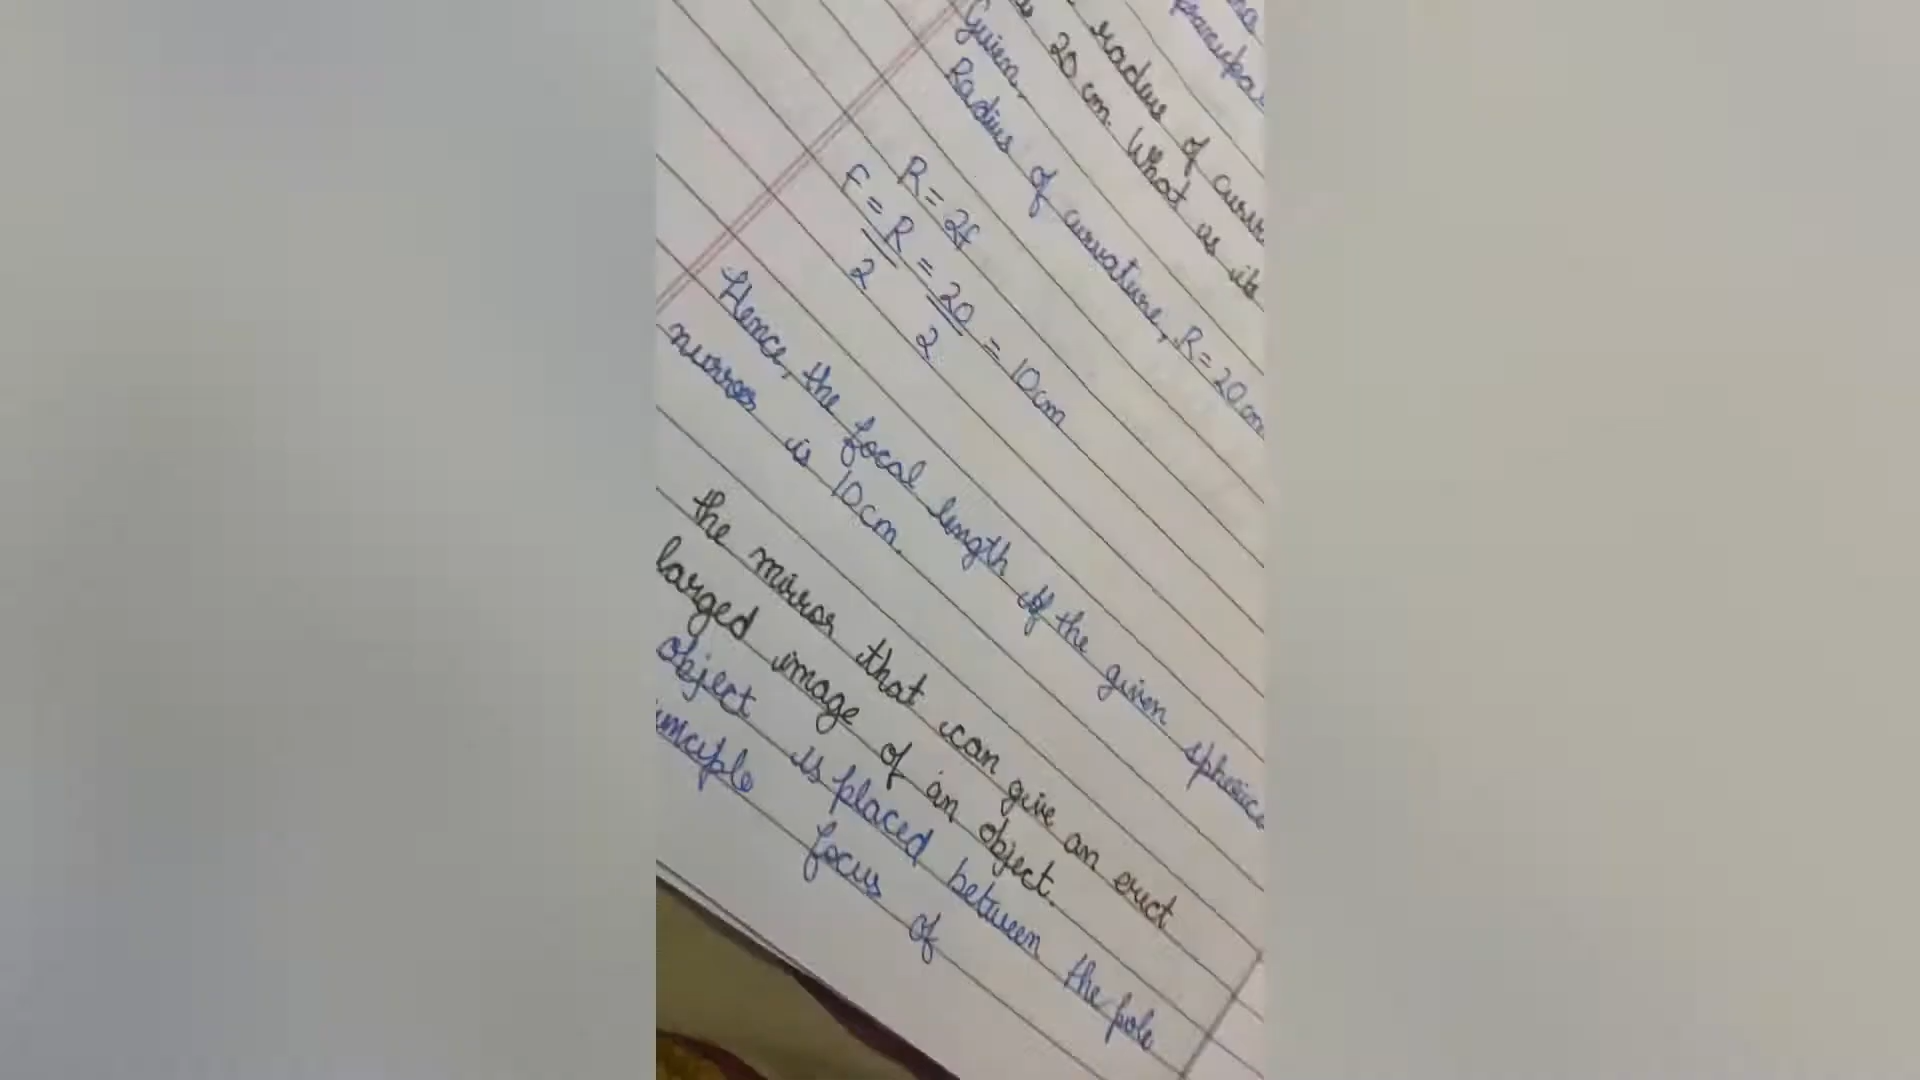 radius of
20 cm. What is its
Given,
Radius of curvature, R = 20 cm
R = 2f
F = R/2 = 20/2 = 10cm
Hence, the focal length of the given
mirror is 10cm.
the mirror that can give an erect
larged image of an object.
object is placed between the pole
focus of